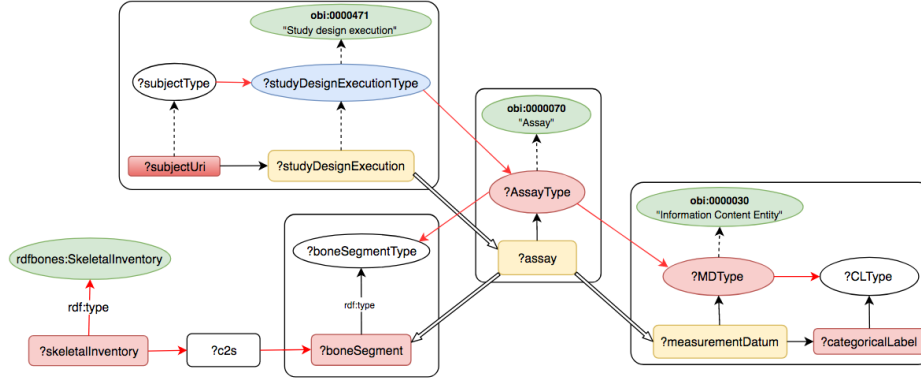 obi:0000471
"Study design execution"
?subjectType
?studyDesignExecutionType
?subjectUri
?studyDesignExecution
obi:0000070
"Assay"
?AssayType
?assay
obi:0000030
"Information Content Entity"
?MDType
?CLType
?measurementDatum
?categoricalLabel
rdfbones:SkeletalInventory
rdf:type
?skeletalInventory
?c2s
?boneSegmentType
rdf:type
?boneSegment